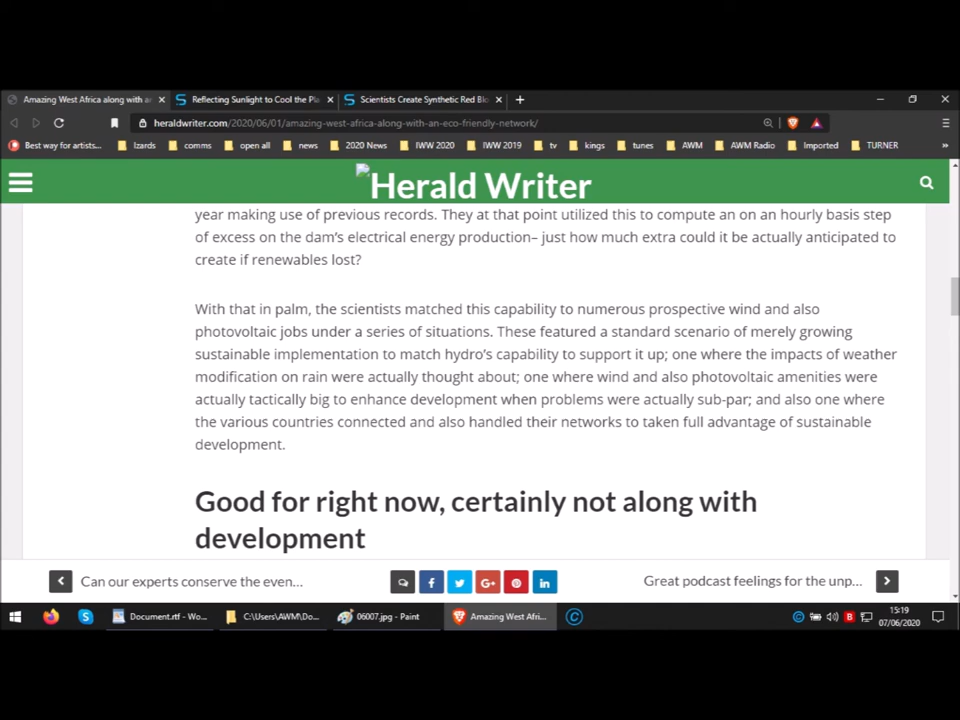 Amazing West Africa along with ar
Reflecting Sunlight to Cool the Pla
Scientists Create Synthetic Red Blo
heraldwriter.com/2020/06/01/amazing-west-africa-along-with-an-eco-friendly-network/
Best way for artists... Izards comms open all news 2020 News IWW 2020 IWW 2019 tv kings tunes AWM AWM Radio Imported TURNER »
Herald Writer
year making use of previous records. They at that point utilized this to compute an on an hourly basis step
of excess on the dam's electrical energy production– just how much extra could it be actually anticipated to
create if renewables lost?
With that in palm, the scientists matched this capability to numerous prospective wind and also
photovoltaic jobs under a series of situations. These featured a standard scenario of merely growing
sustainable implementation to match hydro's capability to support it up; one where the impacts of weather
modification on rain were actually thought about; one where wind and also photovoltaic amenities were
actually tactically big to enhance development when problems were actually sub-par; and also one where
the various countries connected and also handled their networks to taken full advantage of sustainable
development.
Good for right now, certainly not along with
development
Can our experts conserve the even...
Great podcast feelings for the unp...
Document.rtf - Wo... C:\Users\AWM\Do... 06007.jpg - Paint Amazing West Afri... 15:19
07/06/2020